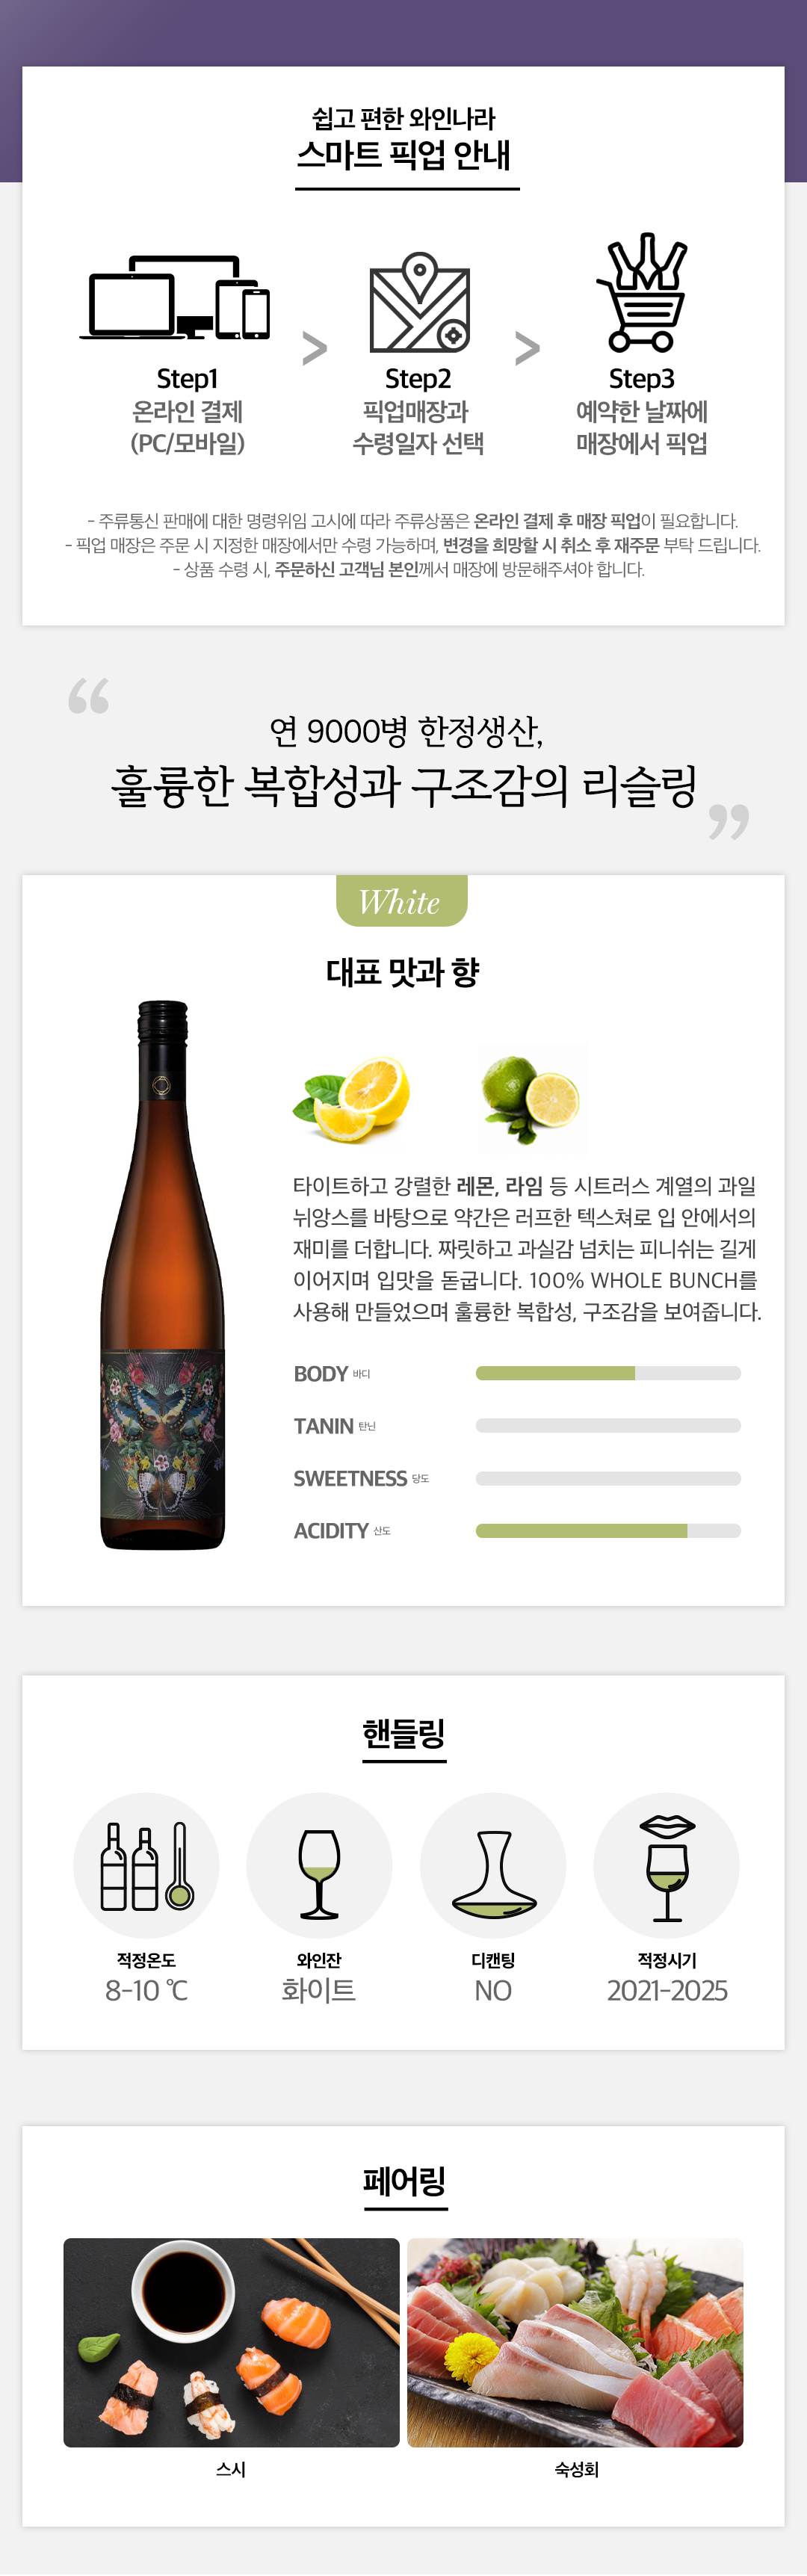 쉽고 편한 와인나라
스마트 픽업 안내
Step1
온라인 결제
(PC/모바일)
>
Step2
픽업매장과
수령일자 선택
>
Step3
예약한 날짜에
매장에서 픽업
- 주류통신 판매에 대한 명령위임 고시에 따라 주류상품은 온라인 결제 후 매장 픽업이 필요합니다.
- 픽업 매장은 주문 시 지정한 매장에서만 수령 가능하며, 변경을 희망할 시 취소 후 재주문 부탁 드립니다.
- 상품 수령 시, 주문하신 고객님 본인께서 매장에 방문해주셔야 합니다.
“
연 9000병 한정생산,
훌륭한 복합성과 구조감의 리슬링
”
White
대표 맛과 향
타이트하고 강렬한 레몬, 라임 등 시트러스 계열의 과일
뉘앙스를 바탕으로 약간은 러프한 텍스쳐로 입 안에서의
재미를 더합니다. 짜릿하고 과실감 넘치는 피니쉬는 길게
이어지며 입맛을 돋굽니다. 100% WHOLE BUNCH를
사용해 만들었으며 훌륭한 복합성, 구조감을 보여줍니다.
BODY 바디
TANIN 탄닌
SWEETNESS 당도
ACIDITY 산도
핸들링
적정온도
8-10 ℃
와인잔
화이트
디캔팅
NO
적정시기
2021-2025
페어링
스시
숙성회